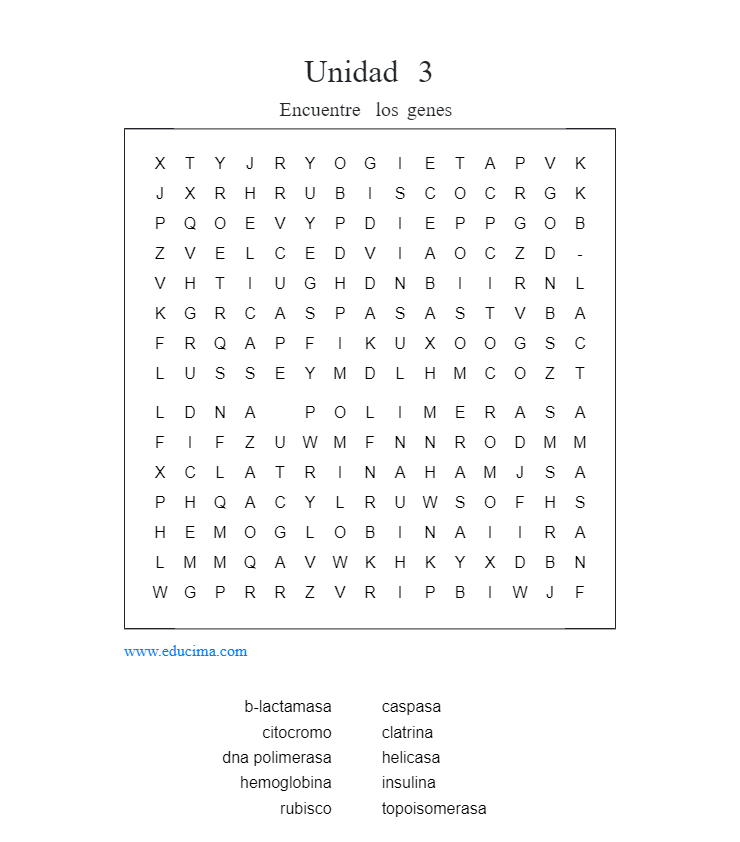 Unidad 3
Encuentre los genes
X T Y J R Y O G I E T A P V K
J X R H R U B I S C O C R G K
P Q O E V Y P D I E P P G O B
Z V E L C E D V I A O C Z D -
V H T I U G H D N B I I R N L
K G R C A S P A S A S T V B A
F R Q A P F I K U X O O G S C
L U S S E Y M D L H M C O Z T
L D N A P O L I M E R A S A
F I F Z U W M F N N R O D M M
X C L A T R I N A H A M J S A
P H Q A C Y L R U W S O F H S
H E M O G L O B I N A I I R A
L M M Q A V W K H K Y X D B N
W G P R R Z V R I P B I W J F
www.educima.com
b-lactamasa caspasa
citocromo clatrina
dna polimerasa helicasa
hemoglobina insulina
rubisco topoisomerasa